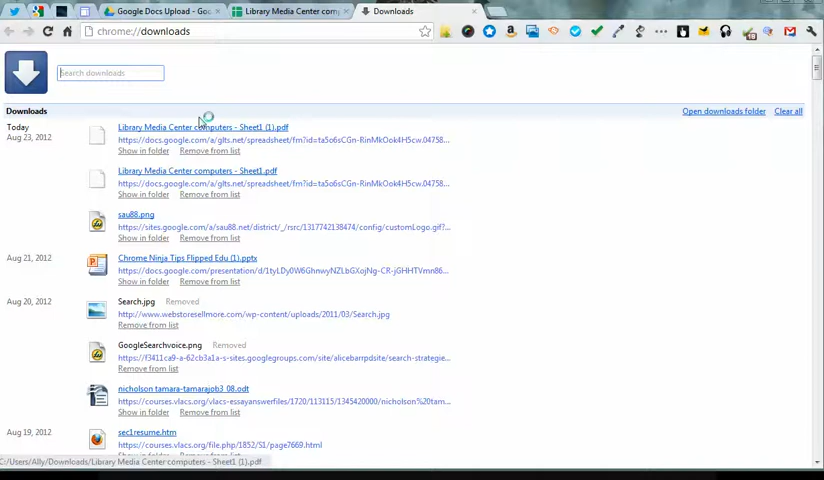 Google Docs Upload - Goo
Library Media Center comp
Downloads
chrome://downloads
Search downloads
Downloads
Open downloads folder
Clear all
Today
Aug 23, 2012
Library Media Center computers - Sheet1 (1).pdf
https://docs.google.com/a/glts.net/spreadsheet/fm?id=ta5o6sCGn-RinMkOok4H5cw.04758...
Show in folder
Remove from list
Library Media Center computers - Sheet1.pdf
https://docs.google.com/a/glts.net/spreadsheet/fm?id=ta5o6sCGn-RinMkOok4H5cw.04758...
Show in folder
Remove from list
sau88.png
https://sites.google.com/a/sau88.net/district/_/rsrc/1317742138474/config/customLogo.gif?...
Show in folder
Remove from list
Aug 21, 2012
Chrome Ninja Tips Flipped Edu (1).pptx
https://docs.google.com/presentation/d/1tyLDy0W6GhnwyNZLbGXojNg-CR-jGHHTVmn86...
Show in folder
Remove from list
Aug 20, 2012
Search.jpg
Removed
http://www.webstoresellmore.com/wp-content/uploads/2011/03/Search.jpg
Remove from list
GoogleSearchvoice.png
Removed
https://f3411ca9-a-62cb3a1a-s-sites.googlegroups.com/site/alicebarrpdsite/search-strategie...
Remove from list
nicholson tamara-tamarajob3_08.odt
https://courses.vlacs.org/vlacs-essayanswerfiles/1720/113115/1345420000/nicholson%20tam...
Show in folder
Remove from list
Aug 19, 2012
sec1resume.htm
https://courses.vlacs.org/file.php/1852/S1/page7669.html
C:/Users/Ally/Downloads/Library Media Center computers - Sheet1 (1).pdf